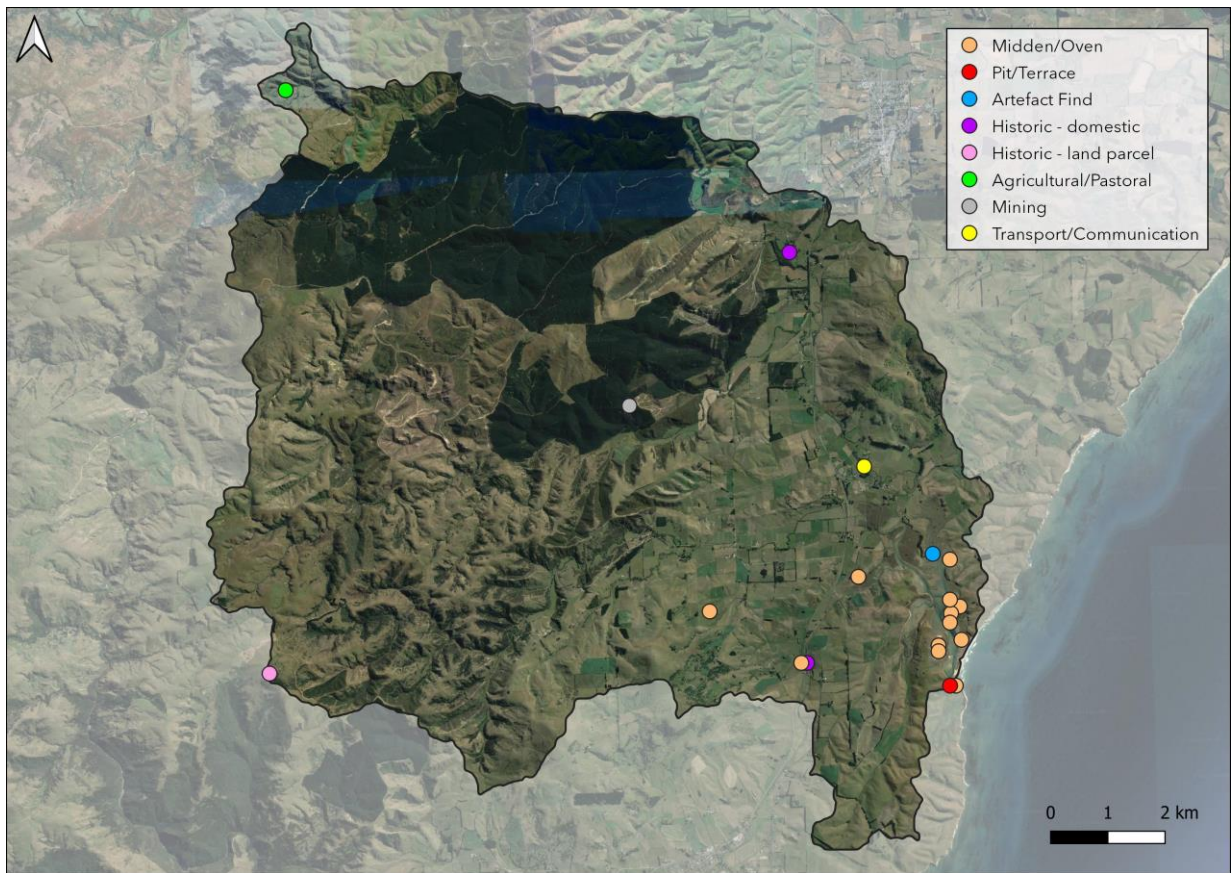 Midden/Oven
Pit/Terrace
Artefact Find
Historic - domestic
Historic - land parcel
Agricultural/Pastoral
Mining
Transport/Communication
0 1 2 km